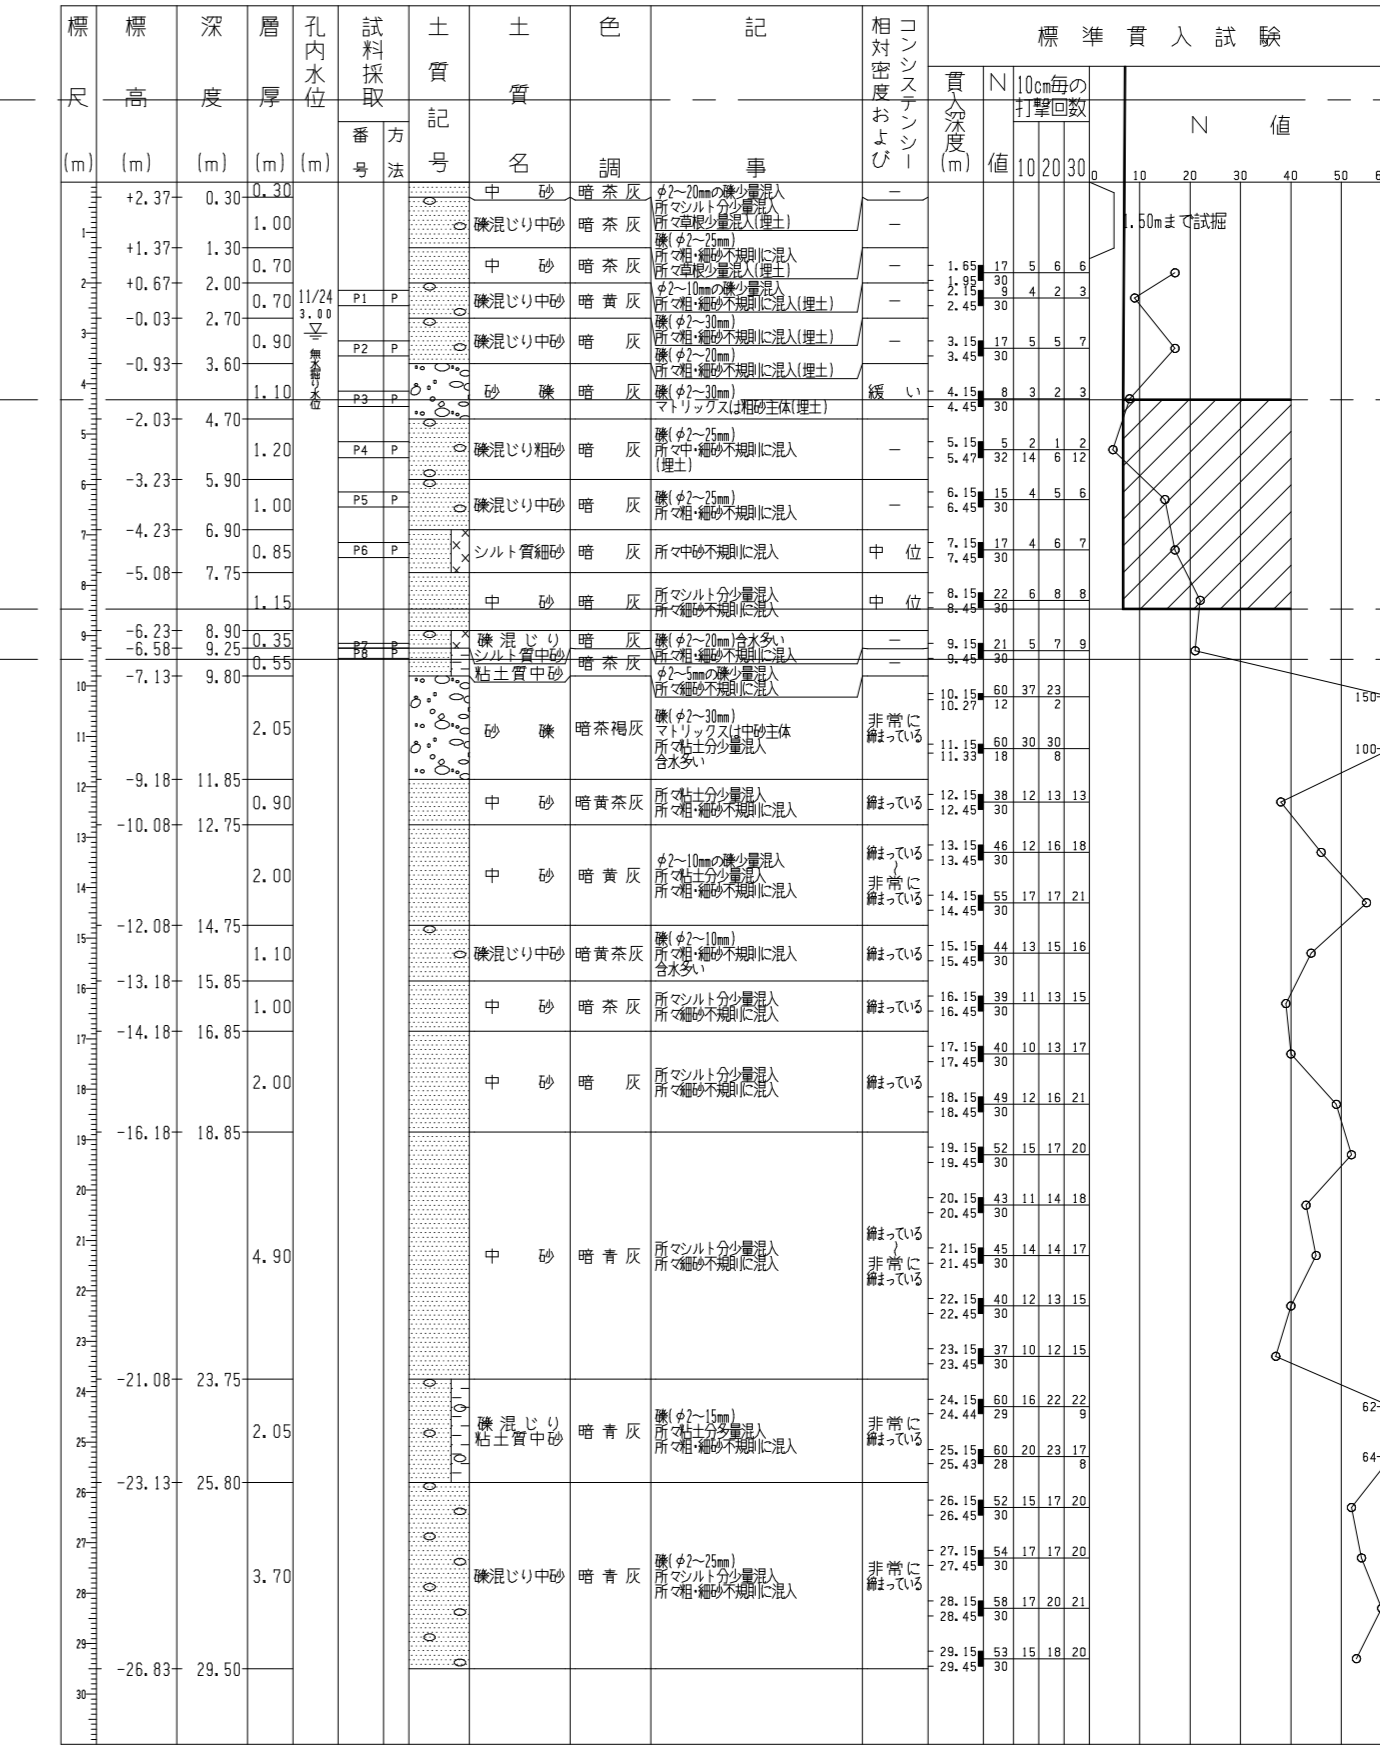 標尺(m) 標高(m) 深度(m) 層厚(m) 孔内水位(m) 試料採取 番号 方法 土質記号 土質名 色調 記事 相対密度および コンシステンシー 標準貫入試験
貫入深度(m) N値 10cm毎の打撃回数 10 20 30 N 値
0 10 20 30 40 50
1.50mまで試掘
+2.37 0.30 0.30 中砂 暗茶灰 φ2〜20mmの礫少量混入 −
所々シルト分少量混入
所々草根少量混入(埋土)
+1.37 1.30 1.00 礫混じり中砂 暗茶灰 礫(φ2〜25mm) −
所々粗・細砂不規則に混入
所々草根少量混入(埋土)
+0.67 2.00 0.70 中砂 暗茶灰 φ2〜10mmの礫少量混入 −
所々粗・細砂不規則に混入(埋土)
-0.03 2.70 0.70 礫混じり中砂 暗黄灰 礫(φ2〜30mm) −
所々粗・細砂不規則に混入(埋土)
-0.93 3.60 0.90 礫混じり中砂 暗灰 礫(φ2〜20mm)
所々粗・細砂不規則に混入(埋土)
-2.03 4.70 1.10 砂礫 暗灰 礫(φ2〜30mm) 緩い
マトリックスは粗砂主体(埋土)
-3.23 5.90 1.20 礫混じり粗砂 暗灰 礫(φ2〜25mm) −
所々中・細砂不規則に混入
(埋土)
-4.23 6.90 1.00 礫混じり中砂 暗灰 礫(φ2〜25mm) −
所々粗・細砂不規則に混入
-5.08 7.75 0.85 シルト質細砂 暗灰 所々中砂不規則に混入 中位
-6.23 8.90 1.15 中砂 暗灰 所々シルト分少量混入 中位
所々細砂不規則に混入
-6.58 9.25 0.35 礫混じりシルト質中砂 暗灰 礫(φ2〜20mm)含水多い −
所々粗・細砂不規則に混入
-7.13 9.80 0.55 粘土質中砂 暗茶灰 φ2〜5mmの礫少量混入 −
所々細砂不規則に混入
-9.18 11.85 2.05 砂礫 暗茶褐灰 礫(φ2〜30mm) 非常に締まっている
マトリックスは中砂主体
所々粘土分少量混入
含水多い
-10.08 12.75 0.90 中砂 暗黄茶灰 所々粘土分少量混入 締まっている
所々粗・細砂不規則に混入
-12.08 14.75 2.00 中砂 暗黄灰 φ2〜10mmの礫少量混入 締まっている〜非常に締まっている
所々粘土分少量混入
所々粗・細砂不規則に混入
-13.18 15.85 1.10 礫混じり中砂 暗黄茶灰 礫(φ2〜10mm) 締まっている
所々粗・細砂不規則に混入
含水多い
-14.18 16.85 1.00 中砂 暗茶灰 所々シルト分少量混入 締まっている
所々細砂不規則に混入
-16.18 18.85 2.00 中砂 暗灰 所々シルト分少量混入 締まっている
所々細砂不規則に混入
-21.08 23.75 4.90 中砂 暗青灰 所々シルト分少量混入 締まっている〜非常に締まっている
所々細砂不規則に混入
-23.13 25.80 2.05 礫混じり粘土質中砂 暗青灰 礫(φ2〜15mm) 非常に締まっている
所々粘土分多量混入
所々粗・細砂不規則に混入
-26.83 29.50 3.70 礫混じり中砂 暗青灰 礫(φ2〜25mm) 非常に締まっている
所々シルト分少量混入
所々粗・細砂不規則に混入
11/24
3.00
無水掘り水位
P1 P
P2 P
P3 P
P4 P
P5 P
P6 P
P7 P
P8 P
1.65 1.95 17 30 5 6 6
2.15 2.45 9 30 4 2 3
3.15 3.45 17 30 5 5 7
4.15 4.45 8 30 3 2 3
5.15 5.47 5 32 2 1 2 14 6 12
6.15 6.45 15 30 4 5 6
7.15 7.45 17 30 4 6 7
8.15 8.45 22 30 6 8 8
9.15 9.45 21 30 5 7 9
10.15 10.27 60 12 37 23 2 150
11.15 11.33 60 18 30 30 8 100
12.15 12.45 38 30 12 13 13
13.15 13.45 46 30 12 16 18
14.15 14.45 55 30 17 17 21
15.15 15.45 44 30 13 15 16
16.15 16.45 39 30 11 13 15
17.15 17.45 40 30 10 13 17
18.15 18.45 49 30 12 16 21
19.15 19.45 52 30 15 17 20
20.15 20.45 43 30 11 14 18
21.15 21.45 45 30 14 14 17
22.15 22.45 40 30 12 13 15
23.15 23.45 37 30 10 12 15
24.15 24.44 60 29 16 22 22 9 62
25.15 25.43 60 28 20 23 17 8 64
26.15 26.45 52 30 15 17 20
27.15 27.45 54 30 17 17 20
28.15 28.45 58 30 17 20 21
29.15 29.45 53 30 15 18 20
1 2 3 4 5 6 7 8 9 10 11 12 13 14 15 16 17 18 19 20 21 22 23 24 25 26 27 28 29 30